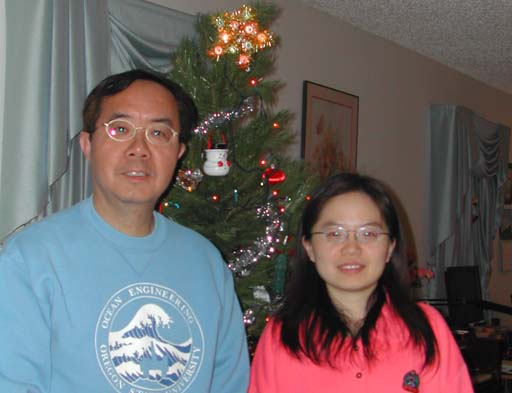 OCEAN ENGINEERING
OREGON STATE UNIVERSITY